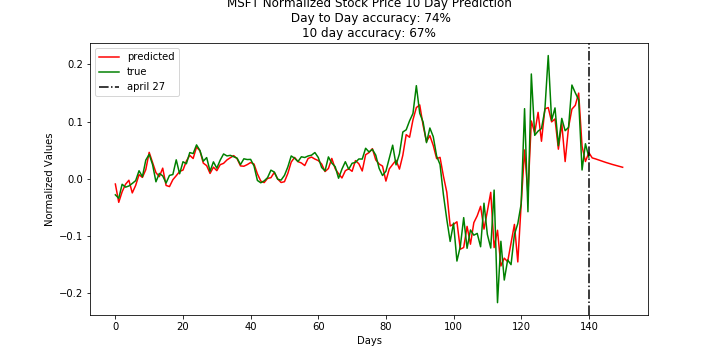 MSFT Normalized Stock Price 10 Day Prediction
Day to Day accuracy: 74%
10 day accuracy: 67%
predicted
true
april 27
Normalized Values
0.2
0.1
0.0
−0.1
−0.2
0 20 40 60 80 100 120 140
Days